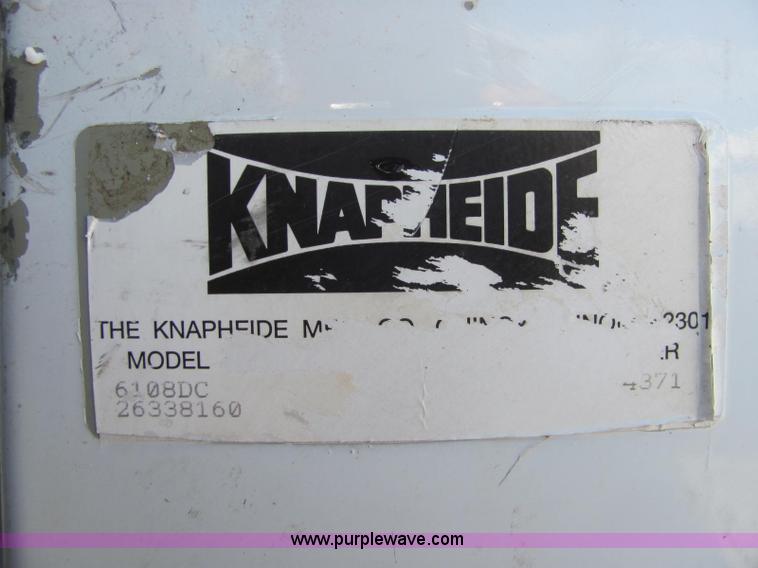 KNAPHEIDE
THE KNAPHEIDE
MODEL
6108DC 4371
26338160
www.purplewave.com